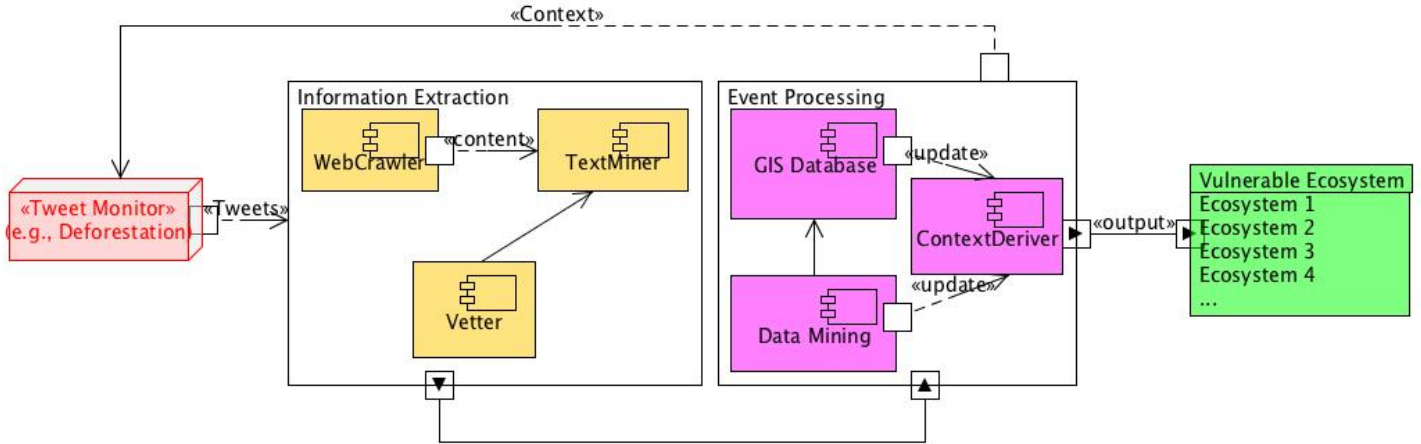 «Context»
Information Extraction
Event Processing
WebCrawler
«content»
TextMiner
GIS Database
«update»
«Tweet Monitor»
(e.g., Deforestation)
«Tweets»
ContextDeriver
«output»
Vulnerable Ecosystem
Ecosystem 1
Ecosystem 2
Ecosystem 3
Ecosystem 4
...
Vetter
Data Mining
«update»